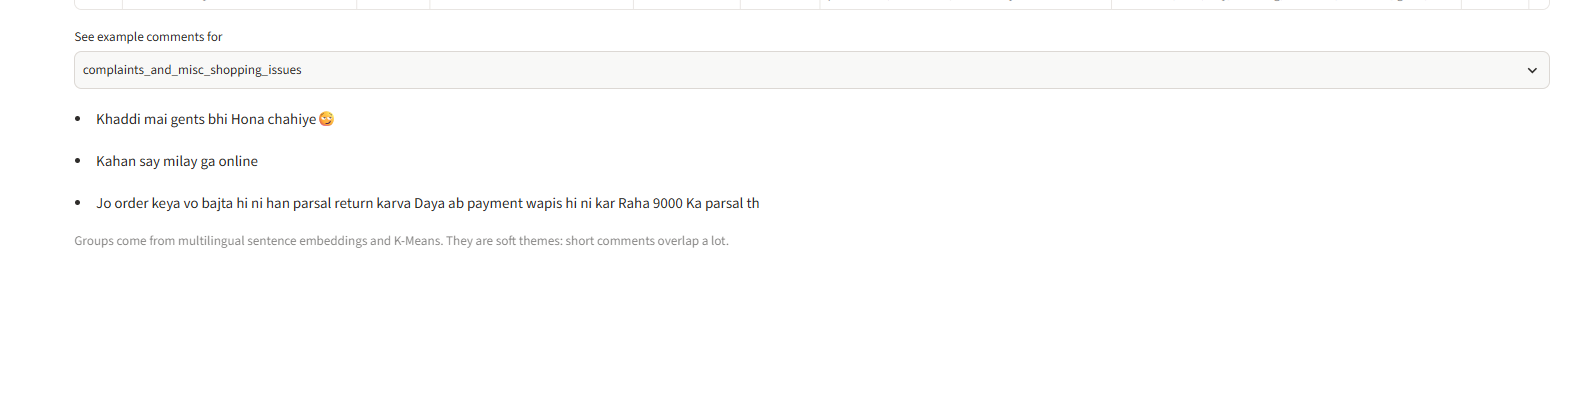 See example comments for
complaints_and_misc_shopping_issues
Khaddi mai gents bhi Hona chahiye🙄
Kahan say milay ga online
Jo order keya vo bajta hi ni han parsal return karva Daya ab payment wapis hi ni kar Raha 9000 Ka parsal th
Groups come from multilingual sentence embeddings and K-Means. They are soft themes: short comments overlap a lot.